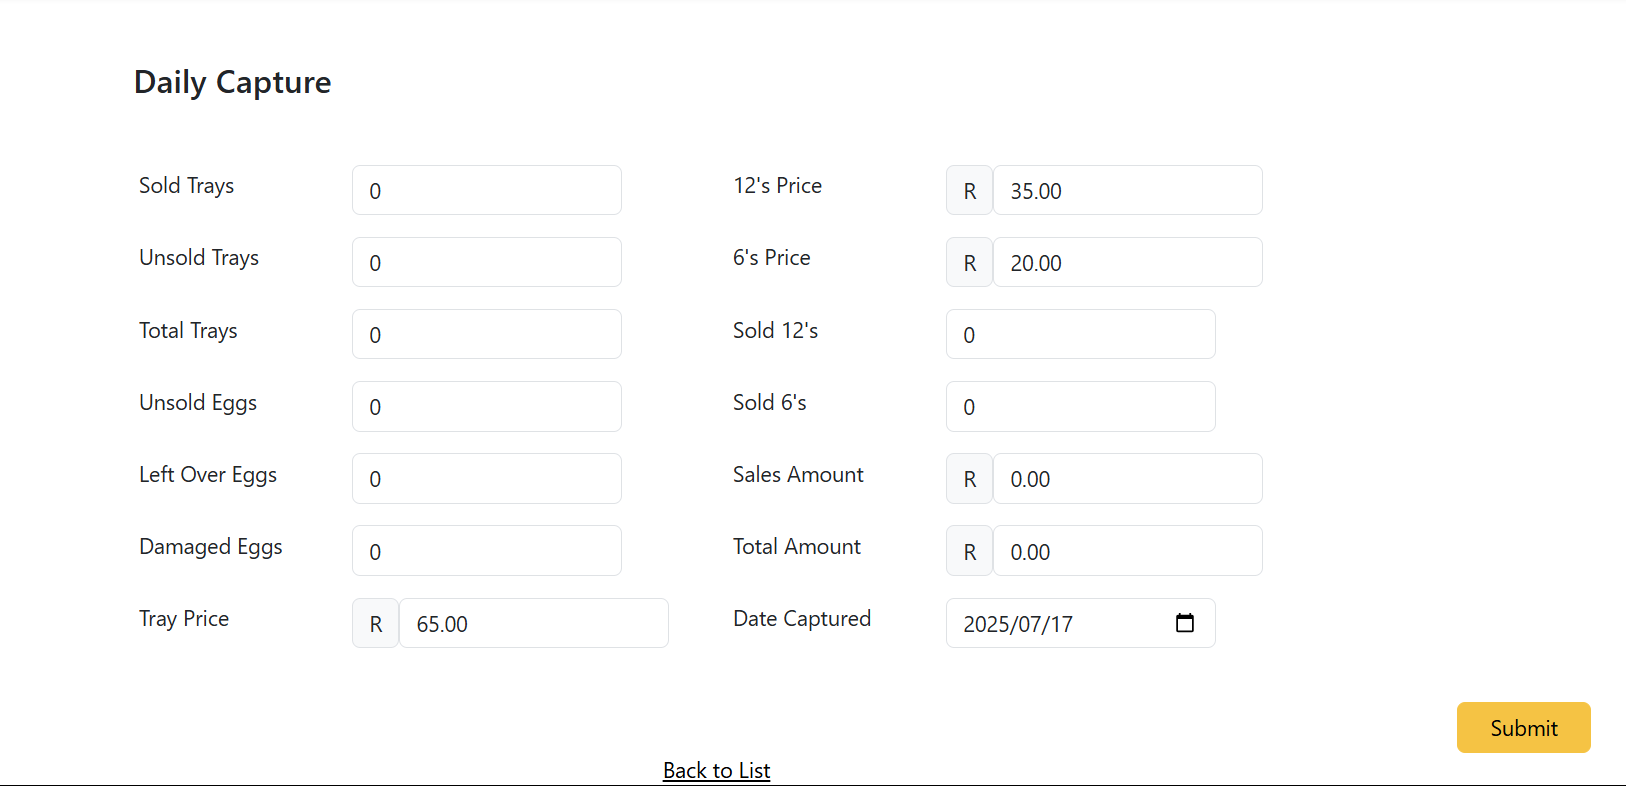 Daily Capture
Sold Trays 0 12's Price R 35.00
Unsold Trays 0 6's Price R 20.00
Total Trays 0 Sold 12's 0
Unsold Eggs 0 Sold 6's 0
Left Over Eggs 0 Sales Amount R 0.00
Damaged Eggs 0 Total Amount R 0.00
Tray Price R 65.00 Date Captured 2025/07/17
Submit
Back to List